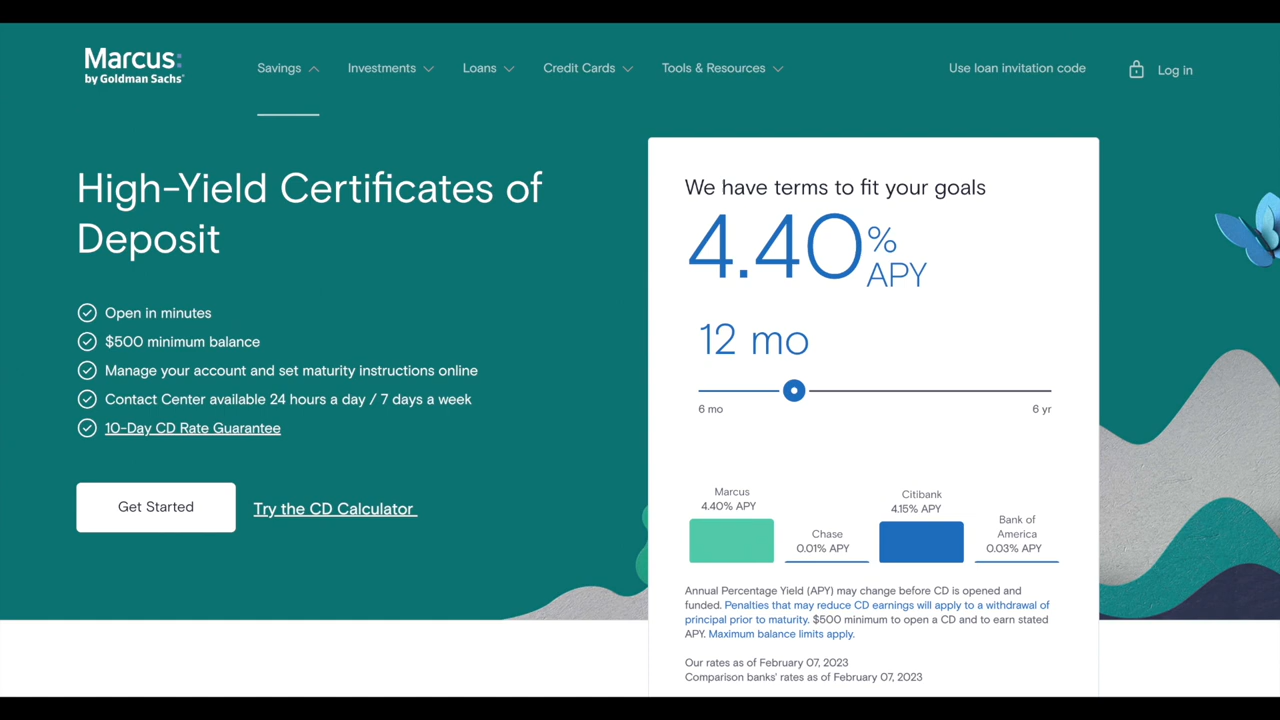 Marcus:
by Goldman Sachs®
Savings
Investments
Loans
Credit Cards
Tools & Resources
Use loan invitation code
Log in
High-Yield Certificates of
Deposit
Open in minutes
$500 minimum balance
Manage your account and set maturity instructions online
Contact Center available 24 hours a day / 7 days a week
10-Day CD Rate Guarantee
Get Started
Try the CD Calculator
We have terms to fit your goals
4.40%
APY
12 mo
6 mo
6 yr
Marcus
4.40% APY
Chase
0.01% APY
Citibank
4.15% APY
Bank of
America
0.03% APY
Annual Percentage Yield (APY) may change before CD is opened and
funded. Penalties that may reduce CD earnings will apply to a withdrawal of
principal prior to maturity. $500 minimum to open a CD and to earn stated
APY. Maximum balance limits apply.
Our rates as of February 07, 2023
Comparison banks' rates as of February 07, 2023